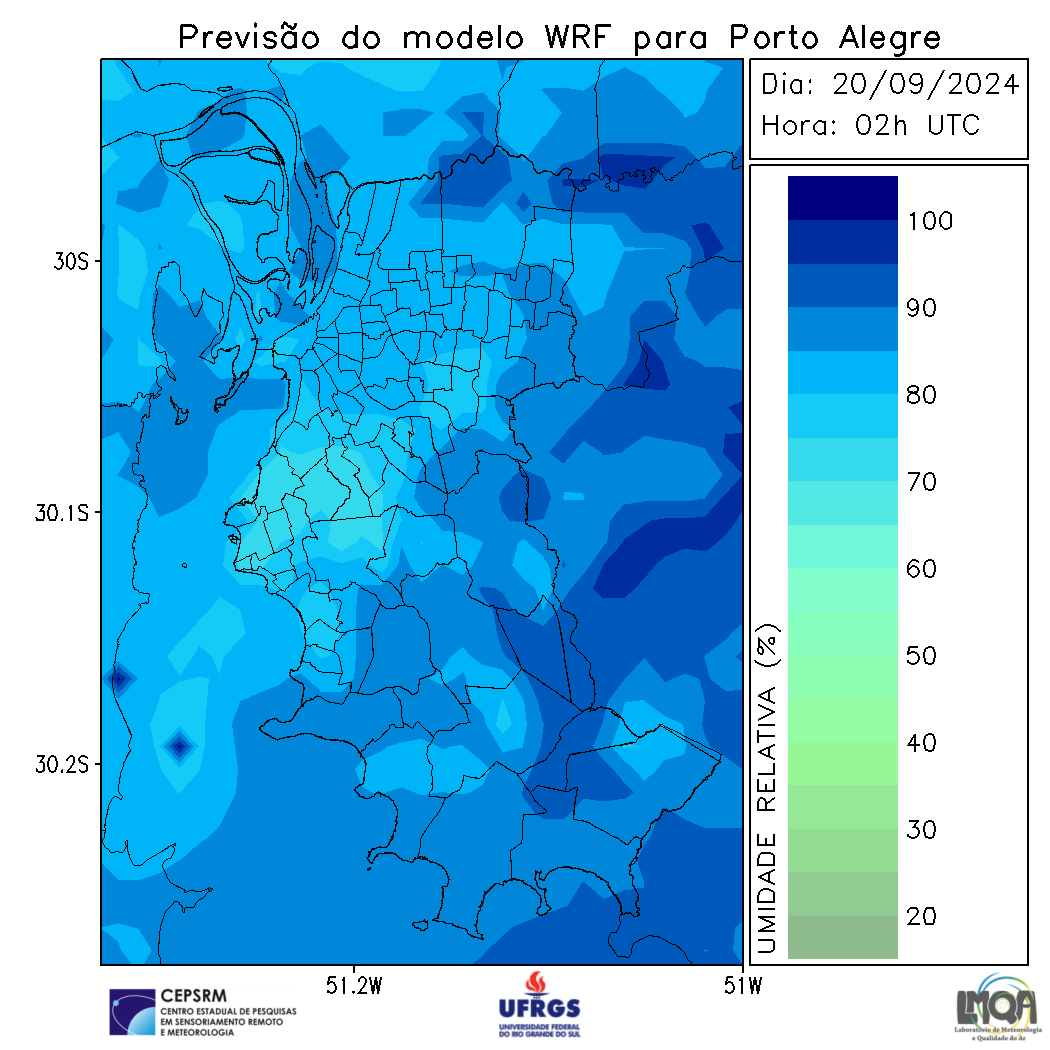 Previsão do modelo WRF para Porto Alegre
Dia: 20/09/2024
Hora: 02h UTC
30S
30.1S
30.2S
51.2W
51W
100
90
80
70
60
50
40
30
20
UMIDADE RELATIVA (%)
CEPSRM
CENTRO ESTADUAL DE PESQUISAS
EM SENSORIAMENTO REMOTO
E METEOROLOGIA
UFRGS
UNIVERSIDADE FEDERAL
DO RIO GRANDE DO SUL
LMQA
Laboratório de Meteorologia
e Qualidade do Ar